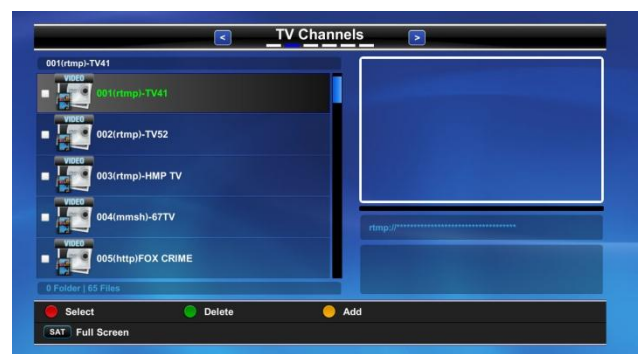 < TV Channels >
001(rtmp)-TV41
VIDEO
001(rtmp)-TV41
VIDEO
002(rtmp)-TV52
VIDEO
003(rtmp)-HMP TV
VIDEO
004(mmsh)-67TV
VIDEO
005(http)FOX CRIME
rtmp://***********************************
0 Folder | 65 Files
Select Delete Add
SAT Full Screen